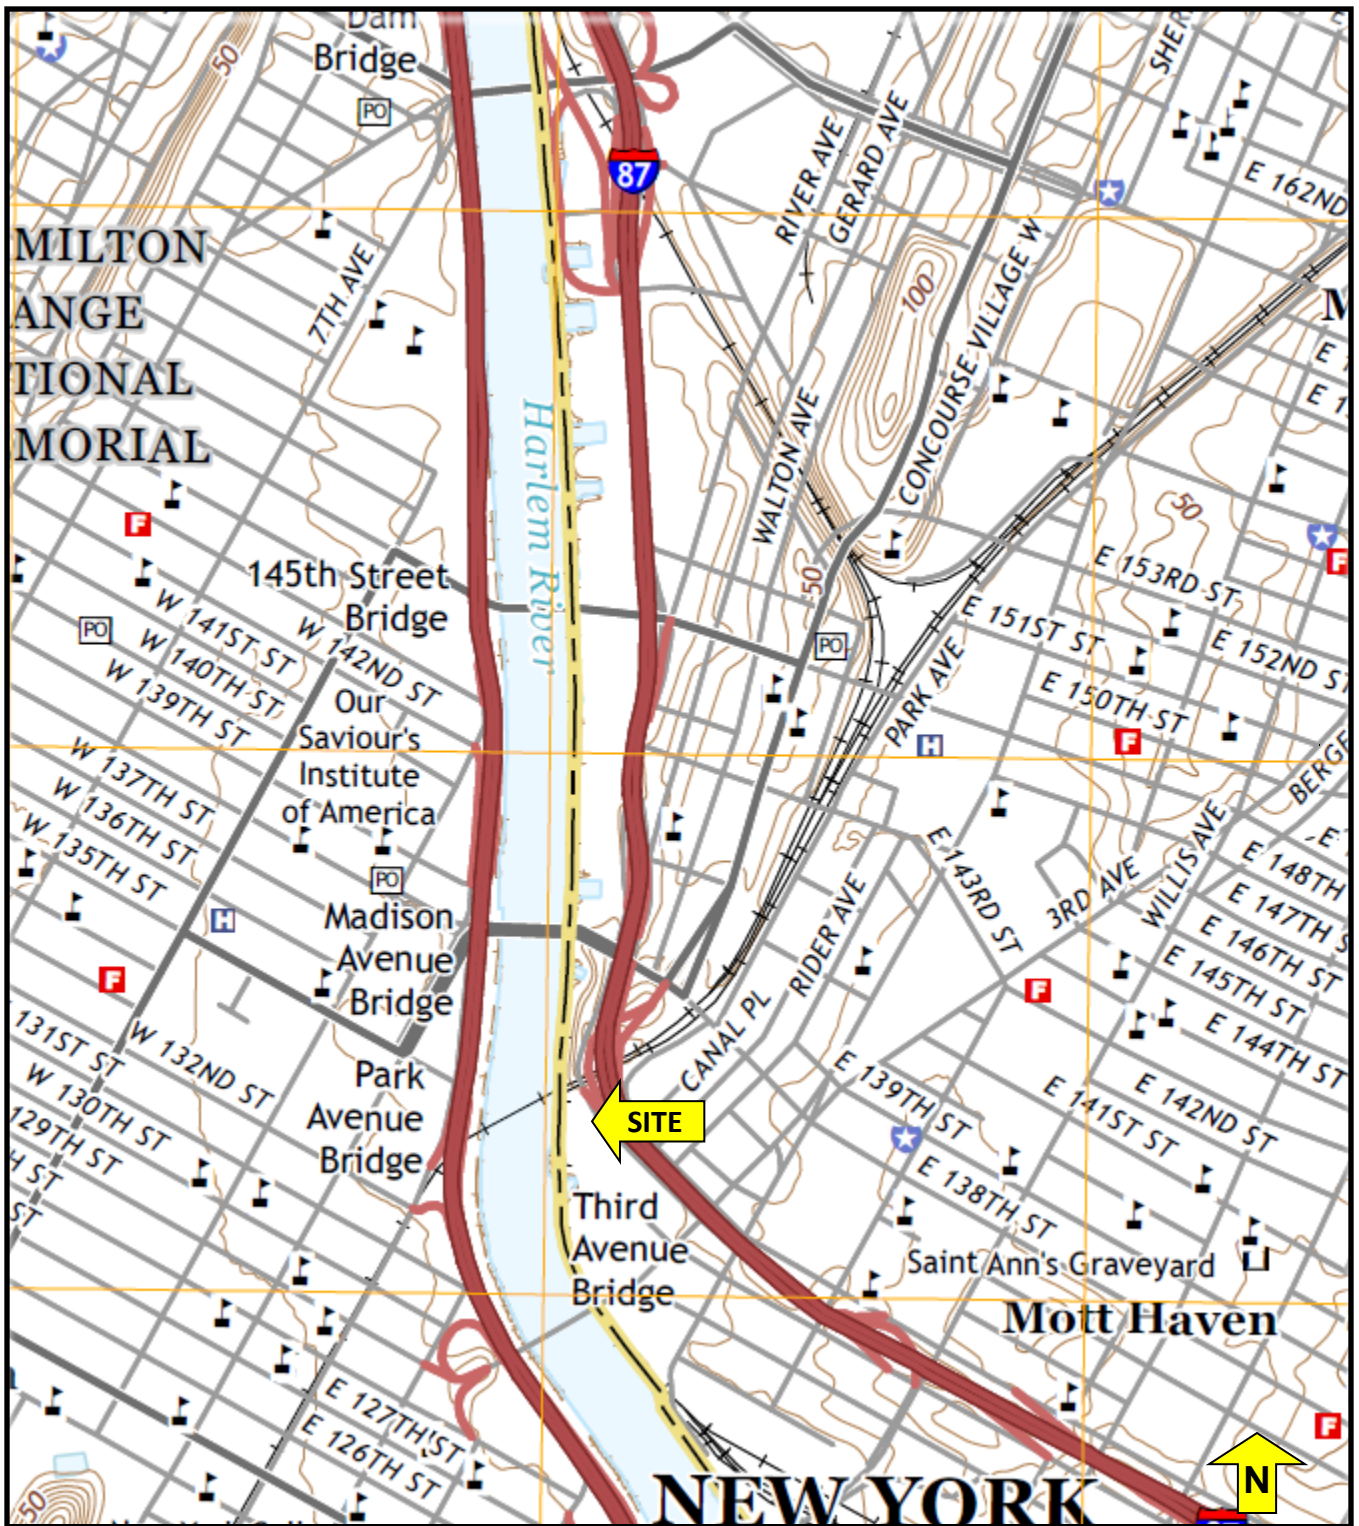 Dam
Bridge
50
PO
87
RIVER AVE
GERARD AVE
E 162ND
MILTON
ANGE
TIONAL
MORIAL
7TH AVE
100
CONCOURSE VILLAGE W
Harlem River
WALTON AVE
50
50
F
F
145th Street
Bridge
PO
W 141ST ST
W 140TH ST
W 139TH ST
W 142ND ST
Our
Saviour's
Institute
of America
E 153RD ST
E 151ST ST
E 152ND ST
E 150TH ST
PO
PARK AVE
H
F
W 137TH ST
W 136TH ST
W 135TH ST
PO
H
F
Madison
Avenue
Bridge
RIDER AVE
E 143RD ST
3RD AVE
WILLIS AVE
E 148TH
E 147TH S
E 146TH ST
E 145TH ST
E 144TH ST
F
131ST ST
W 132ND ST
W 130TH ST
129TH ST
H ST
ST
Park
Avenue
Bridge
CANAL PL
SITE
E 139TH ST
E 141ST ST
E 142ND ST
E 138TH ST
Third
Avenue
Bridge
Saint Ann's Graveyard
Mott Haven
E 127TH ST
E 126TH ST
50
F
N
NEW YORK